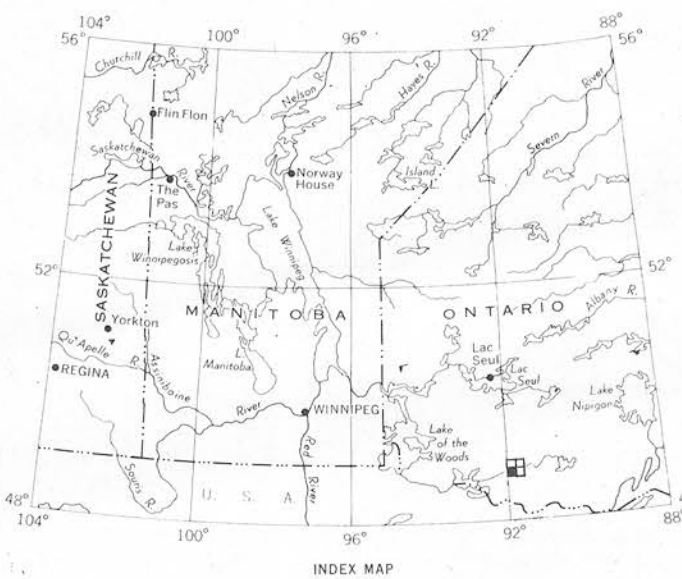 104°
100°
96°
92°
88°
56°
56°
Churchill R.
Nelson R.
Hayes R.
Severn River
Flin Flon
Saskatchewan River
The
Pas
Norway
House
Island
L.
SASKATCHEWAN
Lake
Winnipegosis
Lake Winnipeg
52°
52°
MANITOBA
ONTARIO
Albany R.
Yorkton
Qu'Apelle R.
L.
Manitoba
Lac
Seul
Lac
Seul
REGINA
Assiniboine River
WINNIPEG
Lake
Nipigon
Lake
of the
Woods
Souris R.
Red River
U. S. A.
48°
48°
104°
100°
96°
92°
88°
INDEX MAP